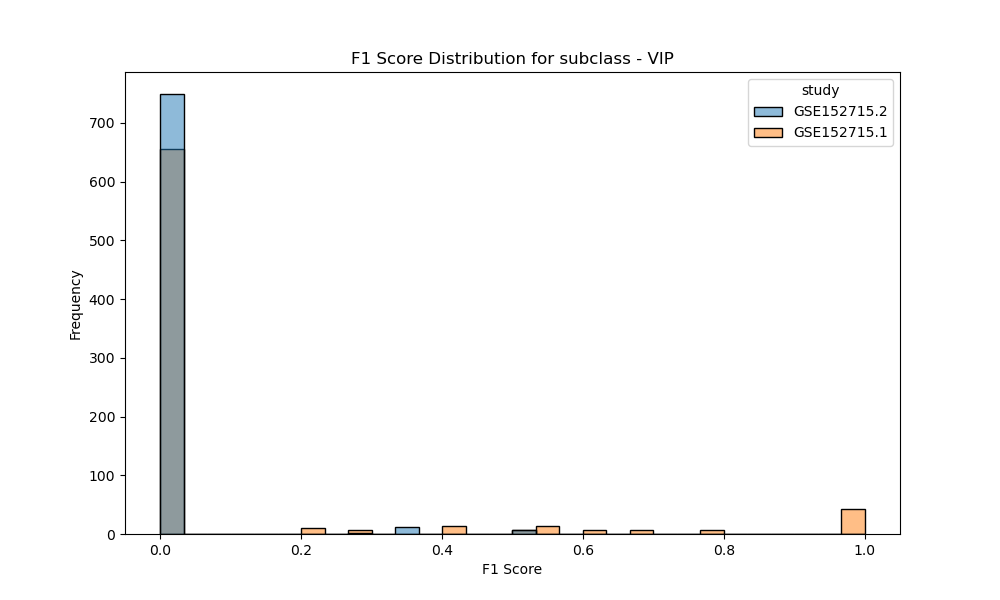 F1 Score Distribution for subclass - VIP
study
GSE152715.2
GSE152715.1
Frequency
700
600
500
400
300
200
100
0
0.0 0.2 0.4 0.6 0.8 1.0
F1 Score